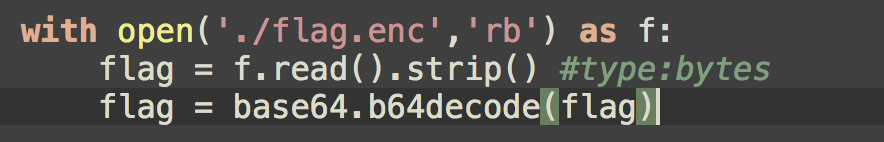 with open('./flag.enc','rb') as f:
    flag = f.read().strip() #type:bytes
    flag = base64.b64decode(flag)